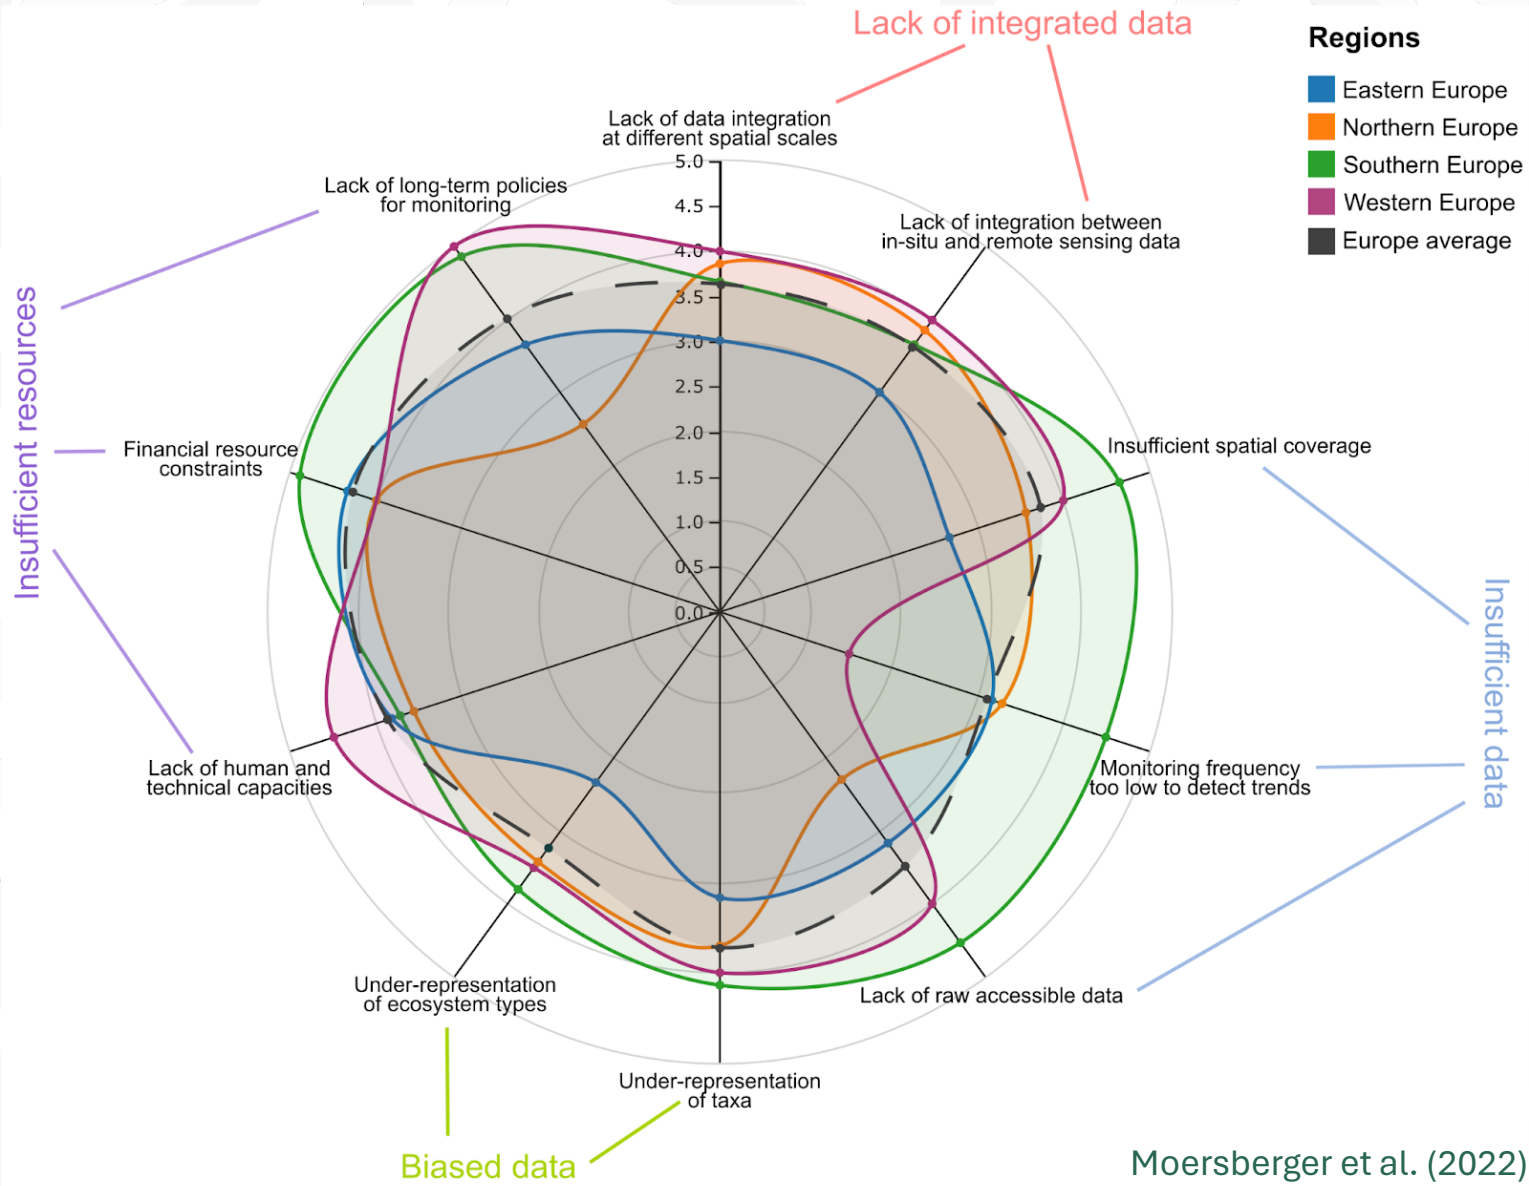 Lack of integrated data
Regions
Eastern Europe
Northern Europe
Southern Europe
Western Europe
Europe average
Lack of data integration
at different spatial scales
5.0
4.5
4.0
3.5
3.0
2.5
2.0
1.5
1.0
0.5
0.0
Lack of long-term policies
for monitoring
Lack of integration between
in-situ and remote sensing data
Insufficient resources
Financial resource
constraints
Insufficient spatial coverage
Insufficient data
Lack of human and
technical capacities
Monitoring frequency
too low to detect trends
Under-representation
of ecosystem types
Lack of raw accessible data
Under-representation
of taxa
Biased data
Moersberger et al. (2022)